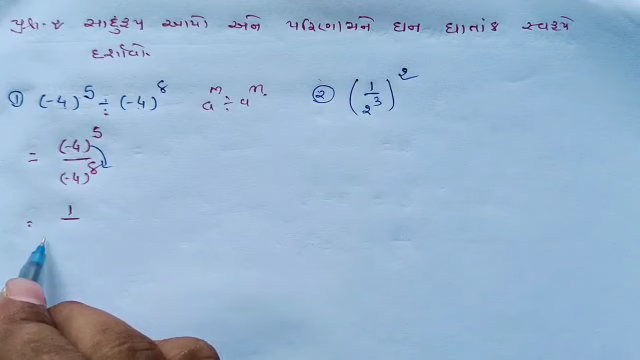 પ્રશ્ન-૨ સાદુંરૂપ આપો અને પરિણામને ઘન ઘાતાંક સ્વરૂપે
દર્શાવો.
① (-4)^5 ÷ (-4)^8 a^m ÷ a^n ② (1/2^3)^2
= (-4)^5/(-4)^8
= 1/